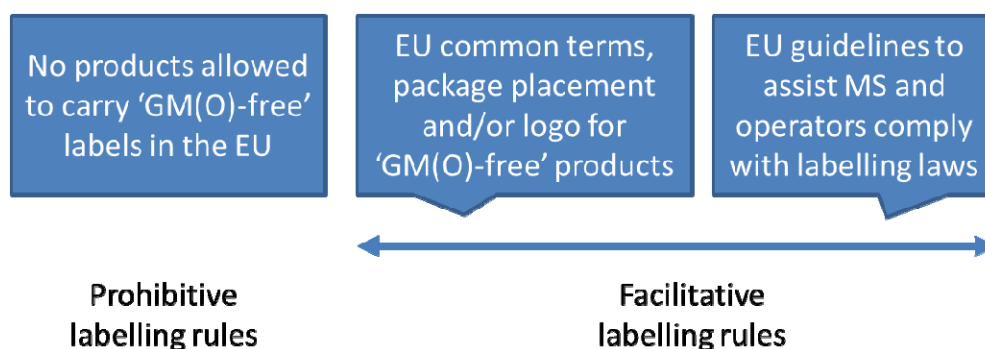 No products allowed
to carry ‘GM(O)-free’
labels in the EU
EU common terms,
package placement
and/or logo for
‘GM(O)-free’ products
EU guidelines to
assist MS and
operators comply
with labelling laws
Prohibitive
labelling rules
Facilitative
labelling rules